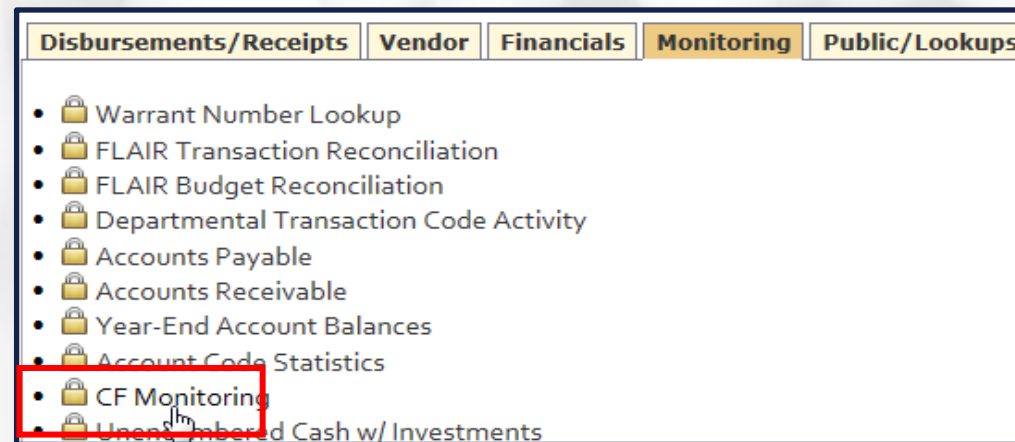 Disbursements/Receipts Vendor Financials Monitoring Public/Lookups
Warrant Number Lookup
FLAIR Transaction Reconciliation
FLAIR Budget Reconciliation
Departmental Transaction Code Activity
Accounts Payable
Accounts Receivable
Year-End Account Balances
Account Code Statistics
CF Monitoring
Unencumbered Cash w/ Investments